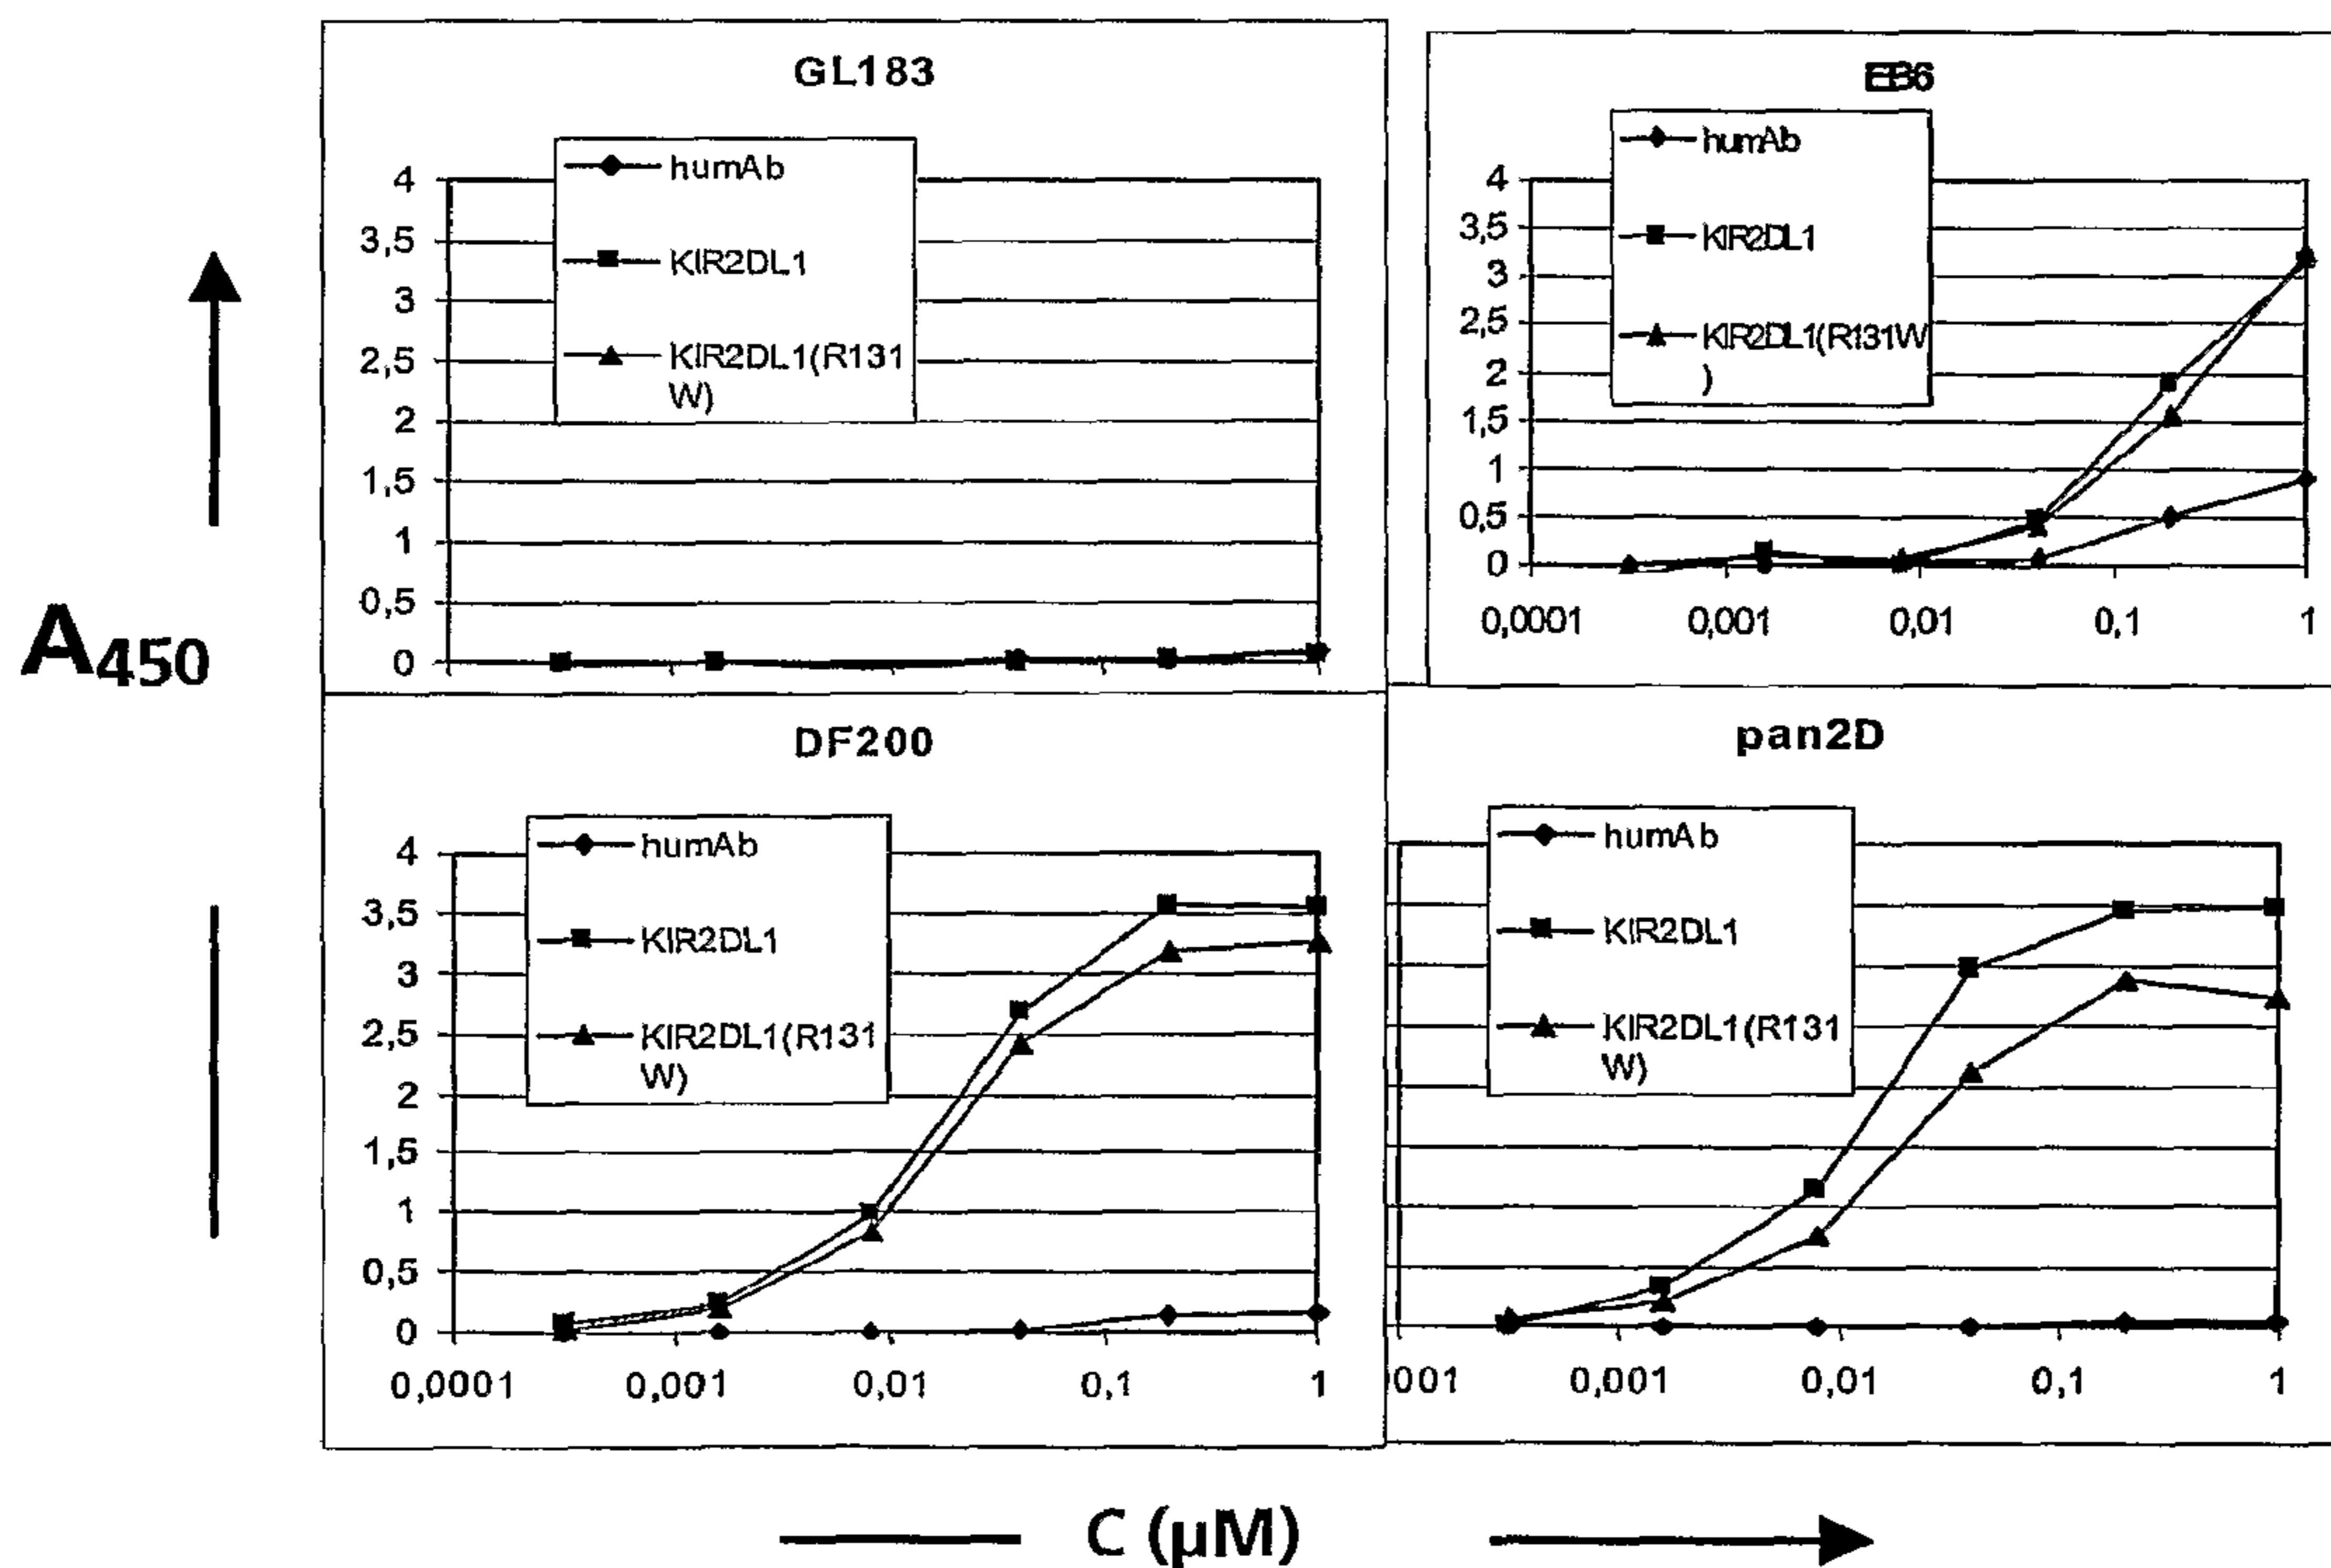 GL183
humAb
KIR2DL1
KIR2DL1(R131
W)
4
3,5
3
2,5
2
1,5
1
0,5
0
EB6
humAb
KIR2DL1
KIR2DL1(R131W
)
4
3,5
3
2,5
2
1,5
1
0,5
0
0,0001 0,001 0,01 0,1 1
A450
DF200
humAb
KIR2DL1
KIR2DL1(R131
W)
4
3,5
3
2,5
2
1,5
1
0,5
0
0,0001 0,001 0,01 0,1 1
pan2D
humAb
KIR2DL1
KIR2DL1(R131
W)
001 0,001 0,01 0,1 1
C (µM)